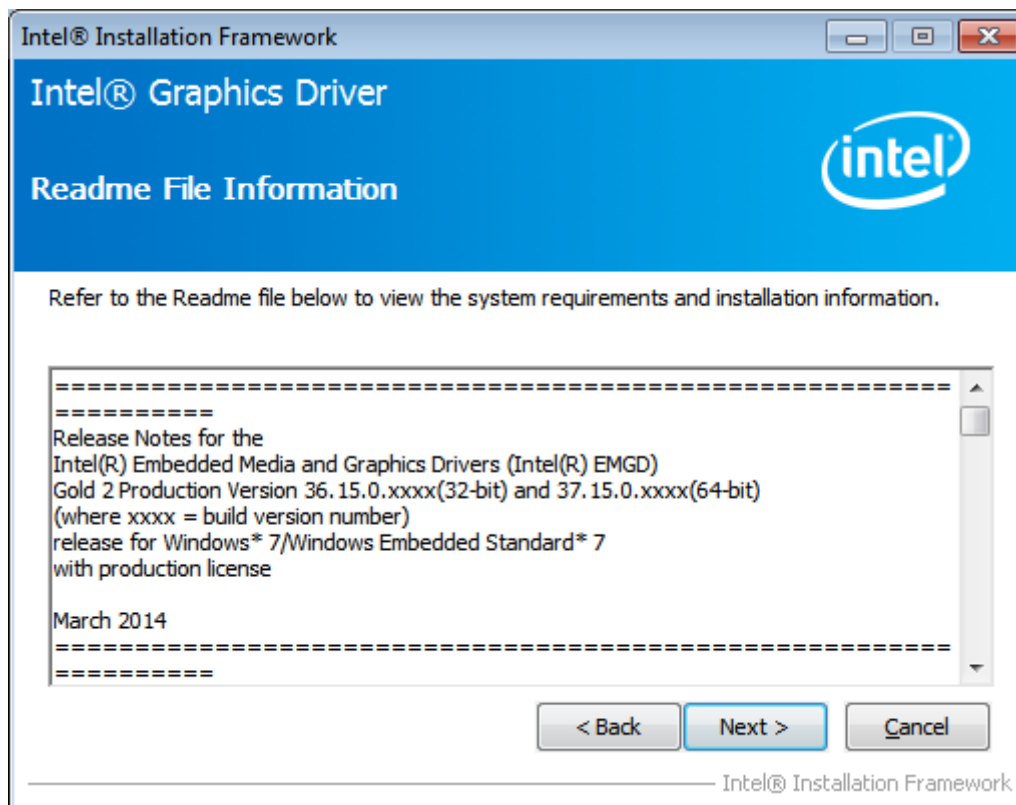 Intel® Installation Framework
Intel® Graphics Driver
intel
Readme File Information
Refer to the Readme file below to view the system requirements and installation information.
========================================================
==========
Release Notes for the
Intel(R) Embedded Media and Graphics Drivers (Intel(R) EMGD)
Gold 2 Production Version 36.15.0.xxxx(32-bit) and 37.15.0.xxxx(64-bit)
(where xxxx = build version number)
release for Windows* 7/Windows Embedded Standard* 7
with production license
March 2014
========================================================
==========
< Back Next > Cancel
Intel® Installation Framework